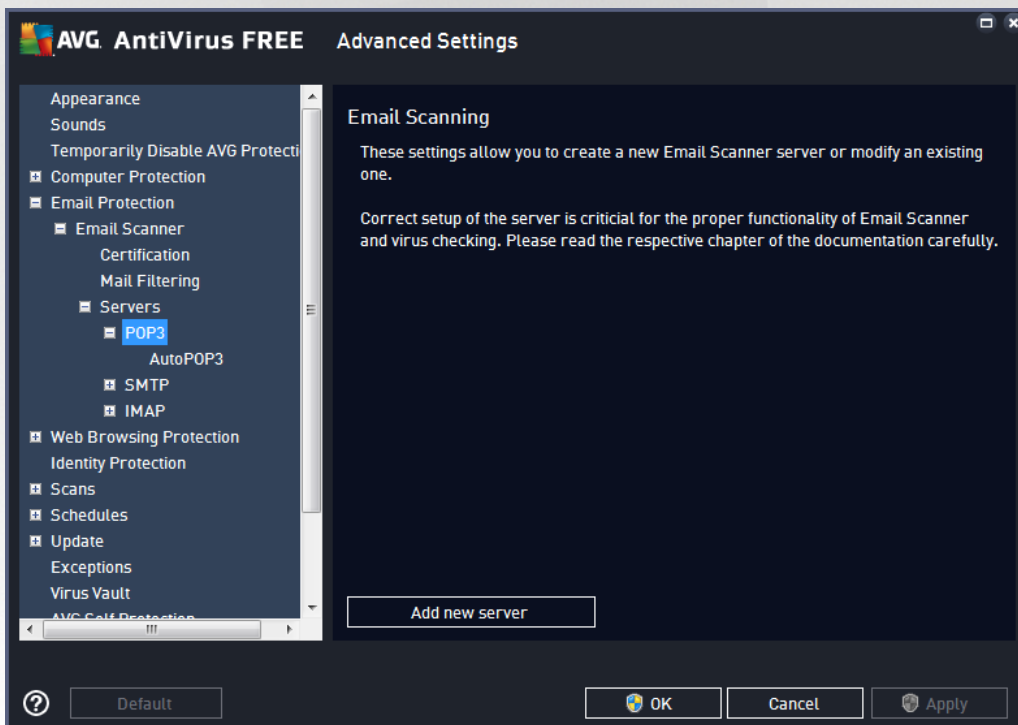 AVG AntiVirus FREE Advanced Settings
Appearance
Sounds
Temporarily Disable AVG Protecti
Computer Protection
Email Protection
Email Scanner
Certification
Mail Filtering
Servers
POP3
AutoPOP3
SMTP
IMAP
Web Browsing Protection
Identity Protection
Scans
Schedules
Update
Exceptions
Virus Vault
AVG Self Protection
Email Scanning
These settings allow you to create a new Email Scanner server or modify an existing
one.
Correct setup of the server is criticial for the proper functionality of Email Scanner
and virus checking. Please read the respective chapter of the documentation carefully.
Add new server
? Default OK Cancel Apply